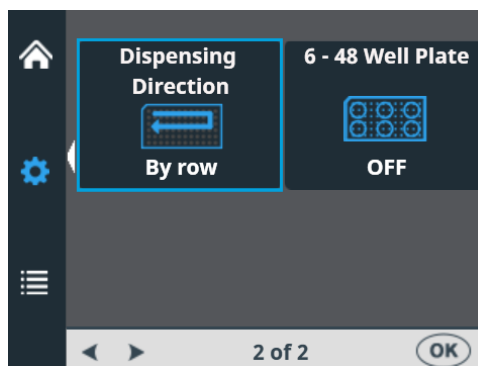 Dispensing
Direction
By row
6 - 48 Well Plate
OFF
2 of 2
OK